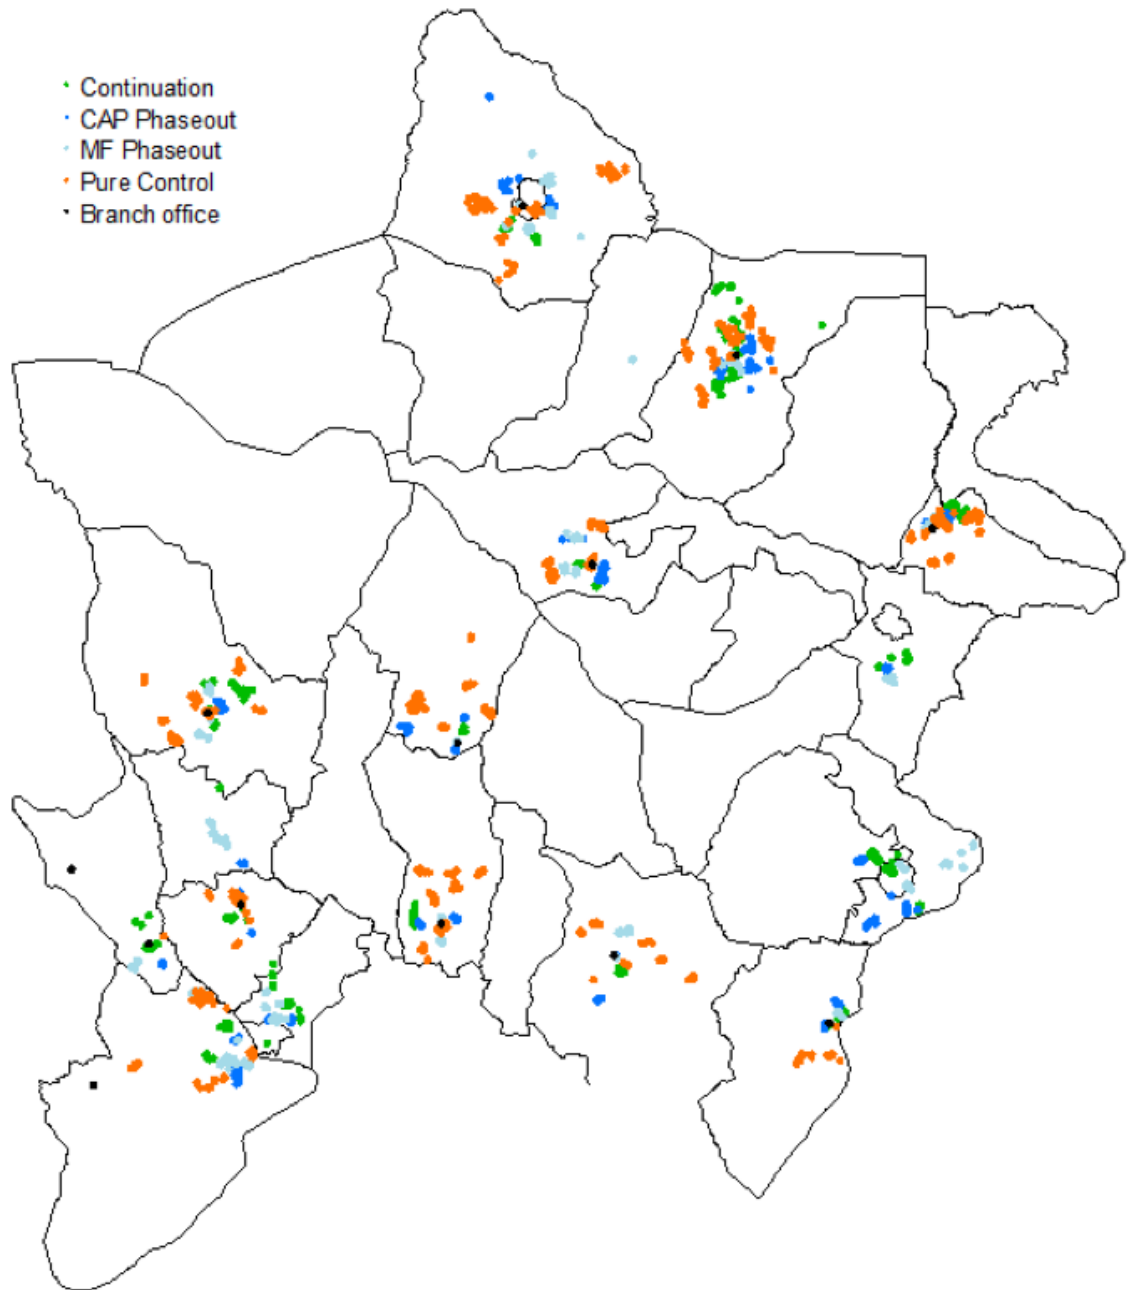 Continuation
CAP Phaseout
MF Phaseout
Pure Control
Branch office